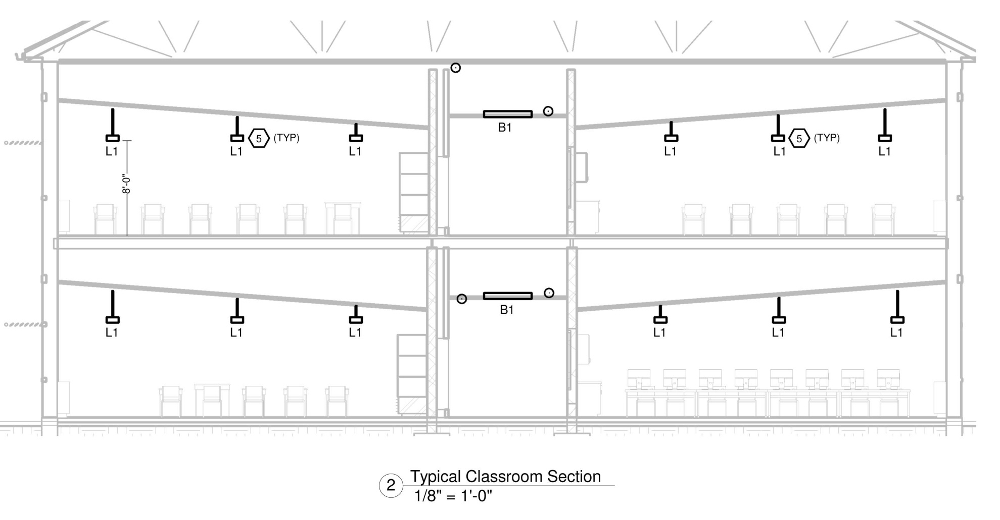 B1
5 (TYP)
5 (TYP)
L1
L1
L1
L1
L1
L1
8'-0"
B1
L1
L1
L1
L1
L1
L1
2
Typical Classroom Section
1/8" = 1'-0"